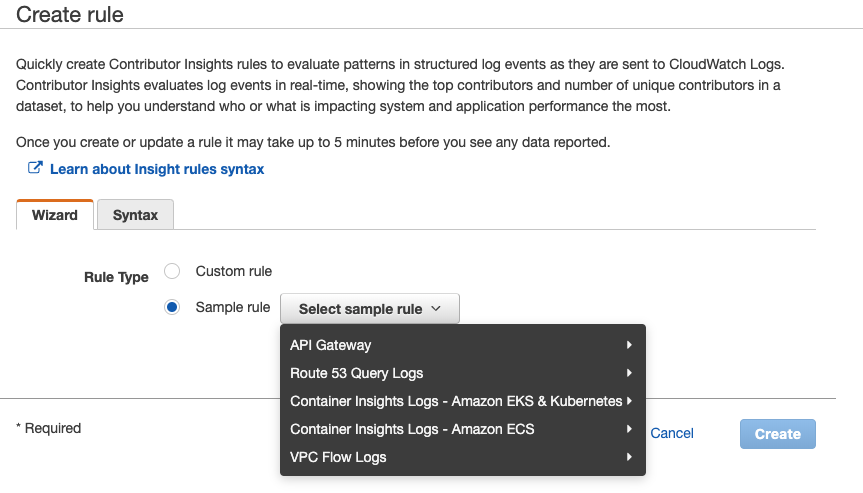 Create rule
Quickly create Contributor Insights rules to evaluate patterns in structured log events as they are sent to CloudWatch Logs.
Contributor Insights evaluates log events in real-time, showing the top contributors and number of unique contributors in a
dataset, to help you understand who or what is impacting system and application performance the most.
Once you create or update a rule it may take up to 5 minutes before you see any data reported.
Learn about Insight rules syntax
Wizard Syntax
Rule Type Custom rule
Sample rule Select sample rule
API Gateway
Route 53 Query Logs
Container Insights Logs - Amazon EKS & Kubernetes
Container Insights Logs - Amazon ECS
VPC Flow Logs
* Required Cancel Create